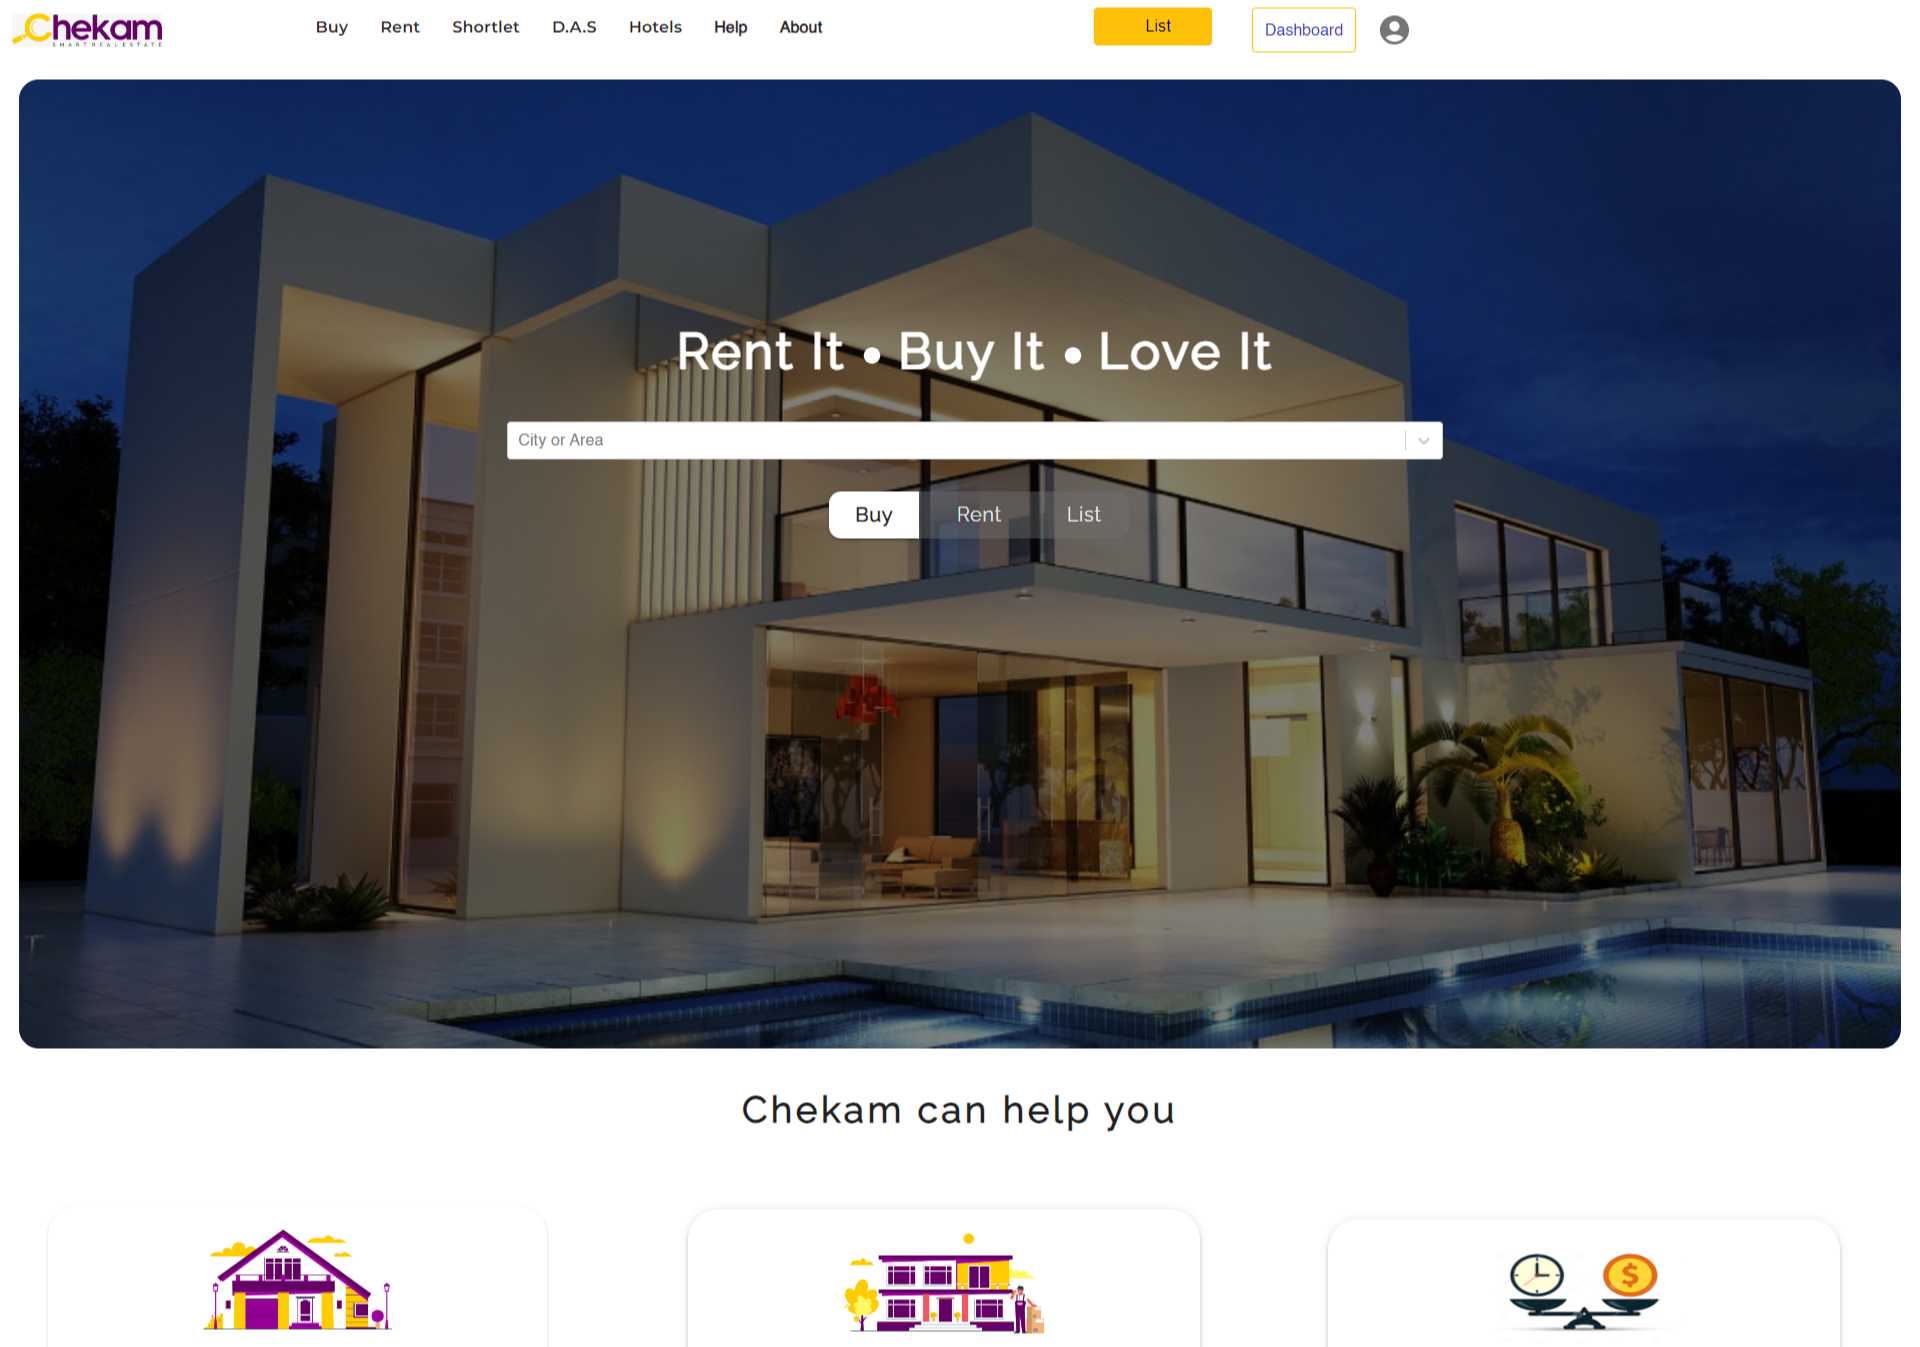 Chekam
SMART REAL ESTATE
Buy Rent Shortlet D.A.S Hotels Help About
List
Dashboard
Rent It • Buy It • Love It
City or Area
Buy Rent List
Chekam can help you